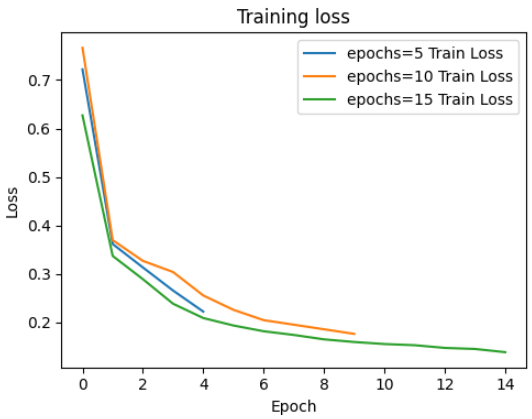 Training loss
epochs=5 Train Loss
epochs=10 Train Loss
epochs=15 Train Loss
Loss
0.7
0.6
0.5
0.4
0.3
0.2
0 2 4 6 8 10 12 14
Epoch